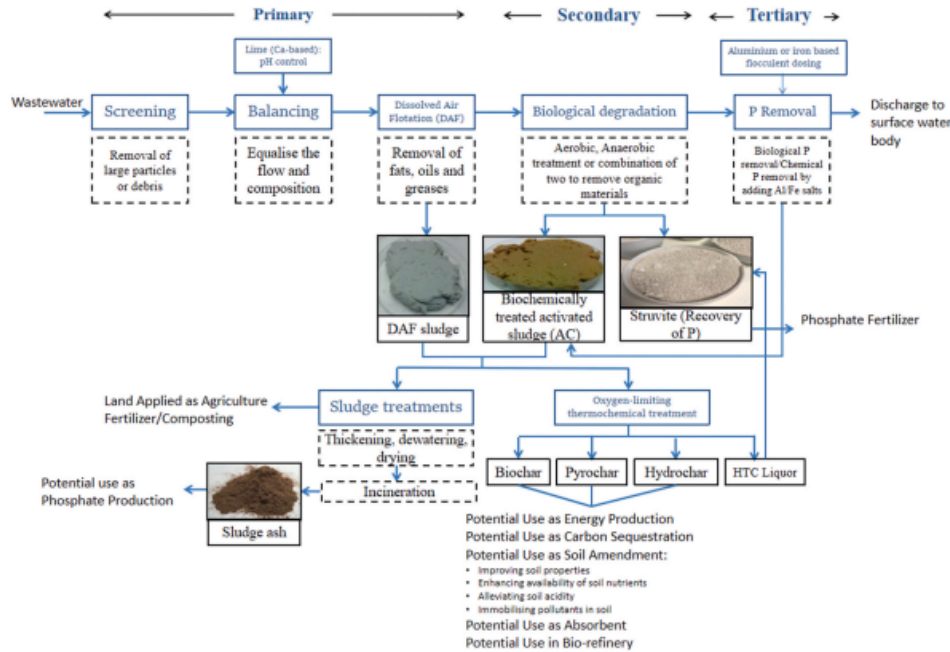 Primary
Secondary
Tertiary
Lime (Ca-based):
pH control
Aluminium or iron based
flocculent dosing
Wastewater
Screening
Balancing
Dissolved Air
Flotation (DAF)
Biological degradation
P Removal
Discharge to
surface water
body
Removal of
large particles
or debris
Equalise the
flow and
composition
Removal of
fats, oils and
greases
Aerobic, Anaerobic
treatment or combination of
two to remove organic
materials
Biological P
removal/Chemical
P removal by
adding Al/Fe salts
DAF sludge
Biochemically
treated activated
sludge (AC)
Struvite (Recovery
of P)
Phosphate Fertilizer
Land Applied as Agriculture
Fertilizer/Composting
Sludge treatments
Oxygen-limiting
thermochemical treatment
Thickening, dewatering,
drying
Biochar
Pyrochar
Hydrochar
HTC Liquor
Potential use as
Phosphate Production
Incineration
Sludge ash
Potential Use as Energy Production
Potential Use as Carbon Sequestration
Potential Use as Soil Amendment:
• Improving soil properties
• Enhancing availability of soil nutrients
• Alleviating soil acidity
• Immobilising pollutants in soil
Potential Use as Absorbent
Potential Use in Bio-refinery